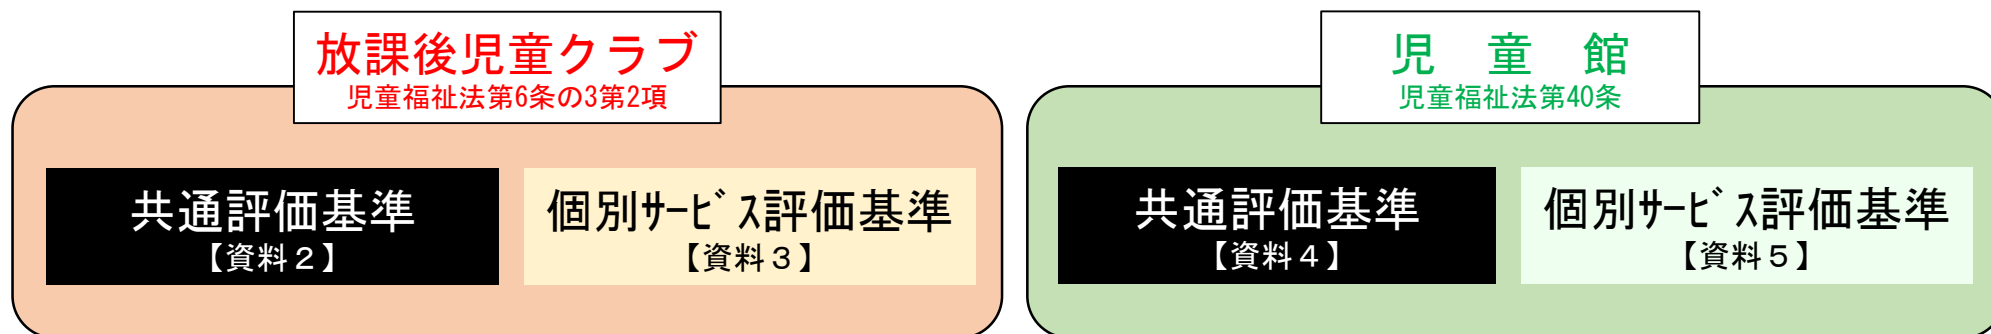 放課後児童クラブ
児童福祉法第6条の3第2項
共通評価基準
【資料２】
個別ｻｰﾋﾞｽ評価基準
【資料３】
児　童　館
児童福祉法第40条
共通評価基準
【資料４】
個別ｻｰﾋﾞｽ評価基準
【資料５】